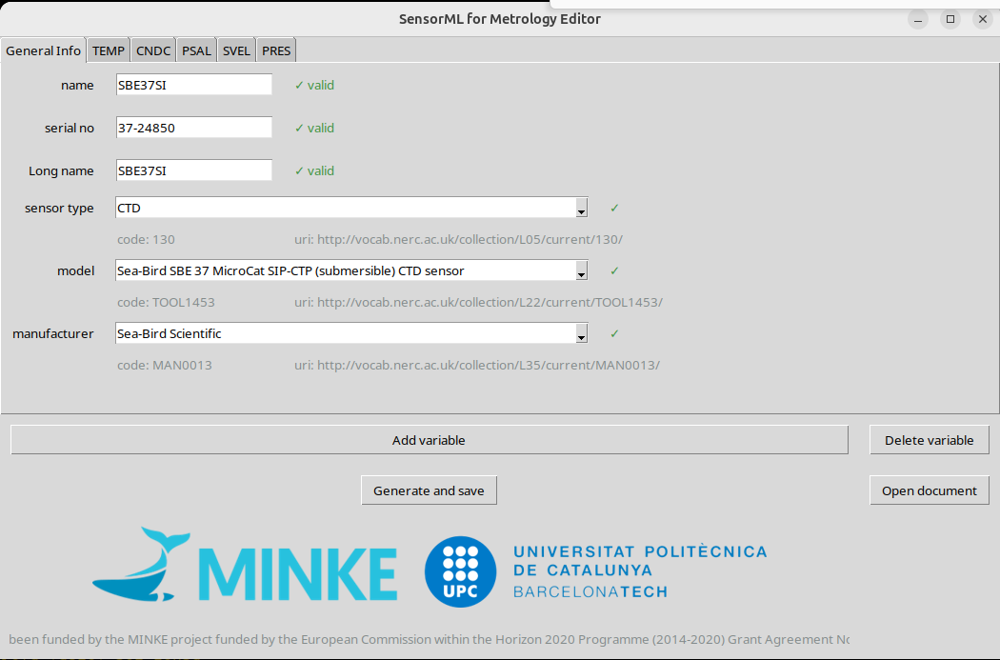 SensorML for Metrology Editor
General Info TEMP CNDC PSAL SVEL PRES
name SBE37SI ✓ valid
serial no 37-24850 ✓ valid
Long name SBE37SI ✓ valid
sensor type CTD ✓
code: 130 uri: http://vocab.nerc.ac.uk/collection/L05/current/130/
model Sea-Bird SBE 37 MicroCat SIP-CTP (submersible) CTD sensor ✓
code: TOOL1453 uri: http://vocab.nerc.ac.uk/collection/L22/current/TOOL1453/
manufacturer Sea-Bird Scientific ✓
code: MAN0013 uri: http://vocab.nerc.ac.uk/collection/L35/current/MAN0013/
Add variable Delete variable
Generate and save Open document
MINKE
UPC
UNIVERSITAT POLITÈCNICA
DE CATALUNYA
BARCELONATECH
been funded by the MINKE project funded by the European Commission within the Horizon 2020 Programme (2014-2020) Grant Agreement